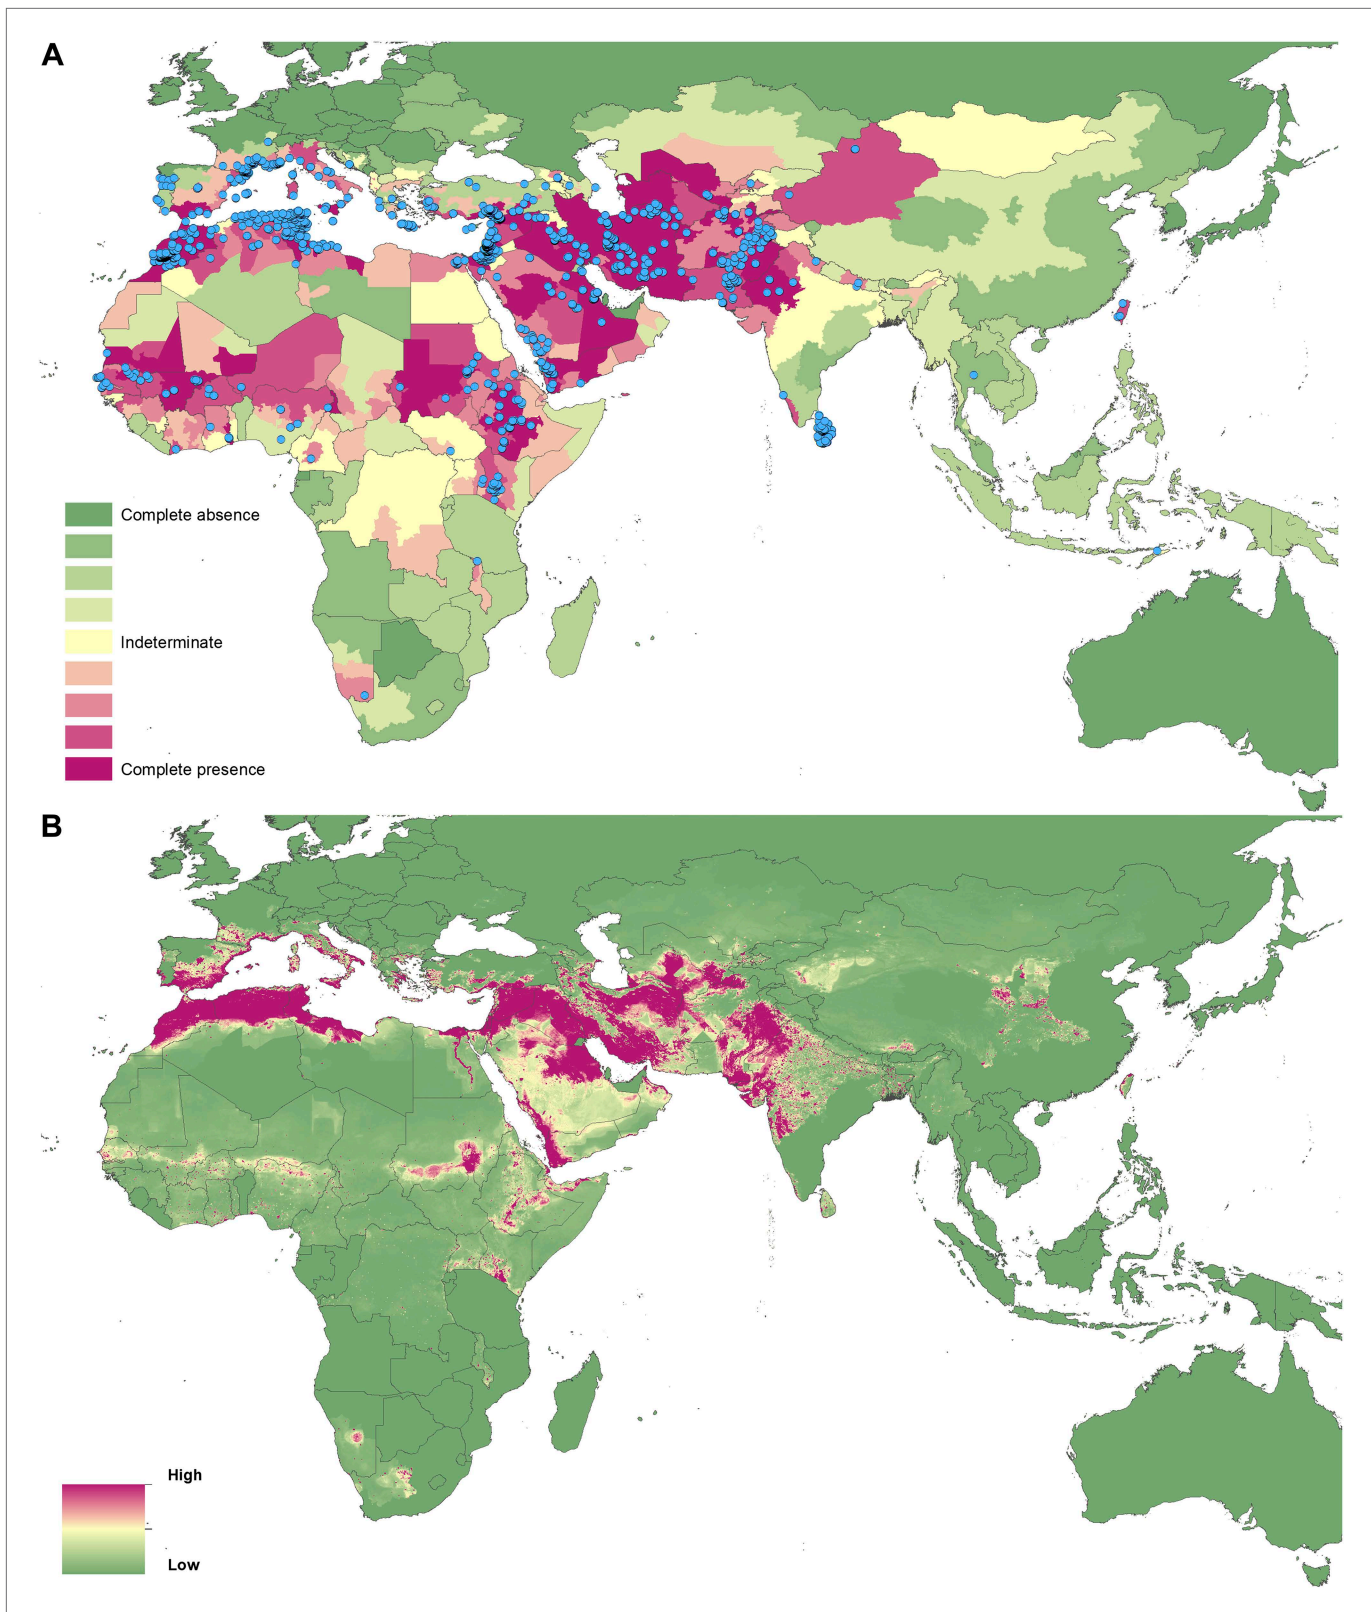 A
Complete absence
Indeterminate
Complete presence
B
High
Low